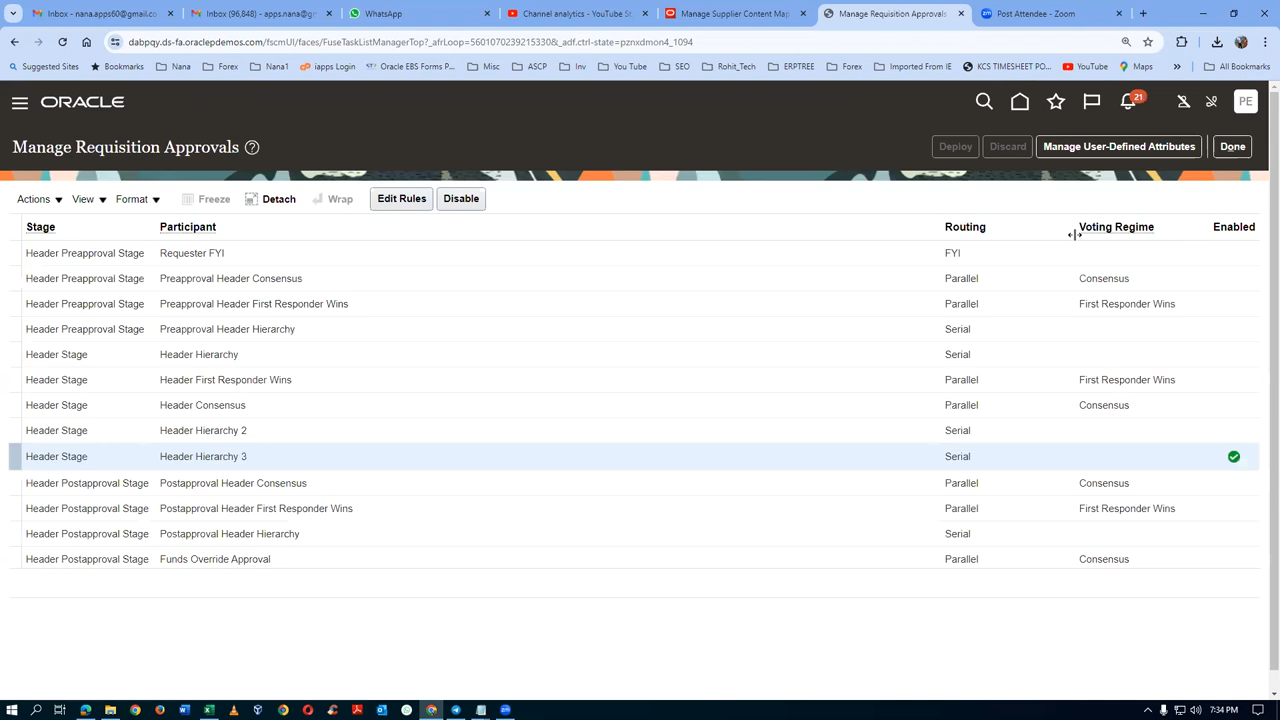 Inbox - nana.apps60@gmail.co
Inbox (96,848) - apps.nana@g
WhatsApp
Channel analytics - YouTube St
Manage Supplier Content Map
Manage Requisition Approvals
Post Attendee - Zoom
dabpqy.ds-fa.oraclepdemos.com/fscmUI/faces/FuseTaskListManagerTop?_afrLoop=5601070239215330&_adf.ctrl-state=pznxdmon4_1094
Suggested Sites Bookmarks Nana Forex Nana1 iapps Login Oracle EBS Forms P... Misc ASCP Inv You Tube SEO Rohit_Tech ERPTREE Forex Imported From IE KCS TIMESHEET PO... YouTube Maps » All Bookmarks
ORACLE 21 PE
Manage Requisition Approvals ? Deploy Discard Manage User-Defined Attributes Done
Actions View Format Freeze Detach Wrap Edit Rules Disable
Stage Participant Routing Voting Regime Enabled
Header Preapproval Stage Requester FYI FYI
Header Preapproval Stage Preapproval Header Consensus Parallel Consensus
Header Preapproval Stage Preapproval Header First Responder Wins Parallel First Responder Wins
Header Preapproval Stage Preapproval Header Hierarchy Serial
Header Stage Header Hierarchy Serial
Header Stage Header First Responder Wins Parallel First Responder Wins
Header Stage Header Consensus Parallel Consensus
Header Stage Header Hierarchy 2 Serial
Header Stage Header Hierarchy 3 Serial
Header Postapproval Stage Postapproval Header Consensus Parallel Consensus
Header Postapproval Stage Postapproval Header First Responder Wins Parallel First Responder Wins
Header Postapproval Stage Postapproval Header Hierarchy Serial
Header Postapproval Stage Funds Override Approval Parallel Consensus
7:34 PM